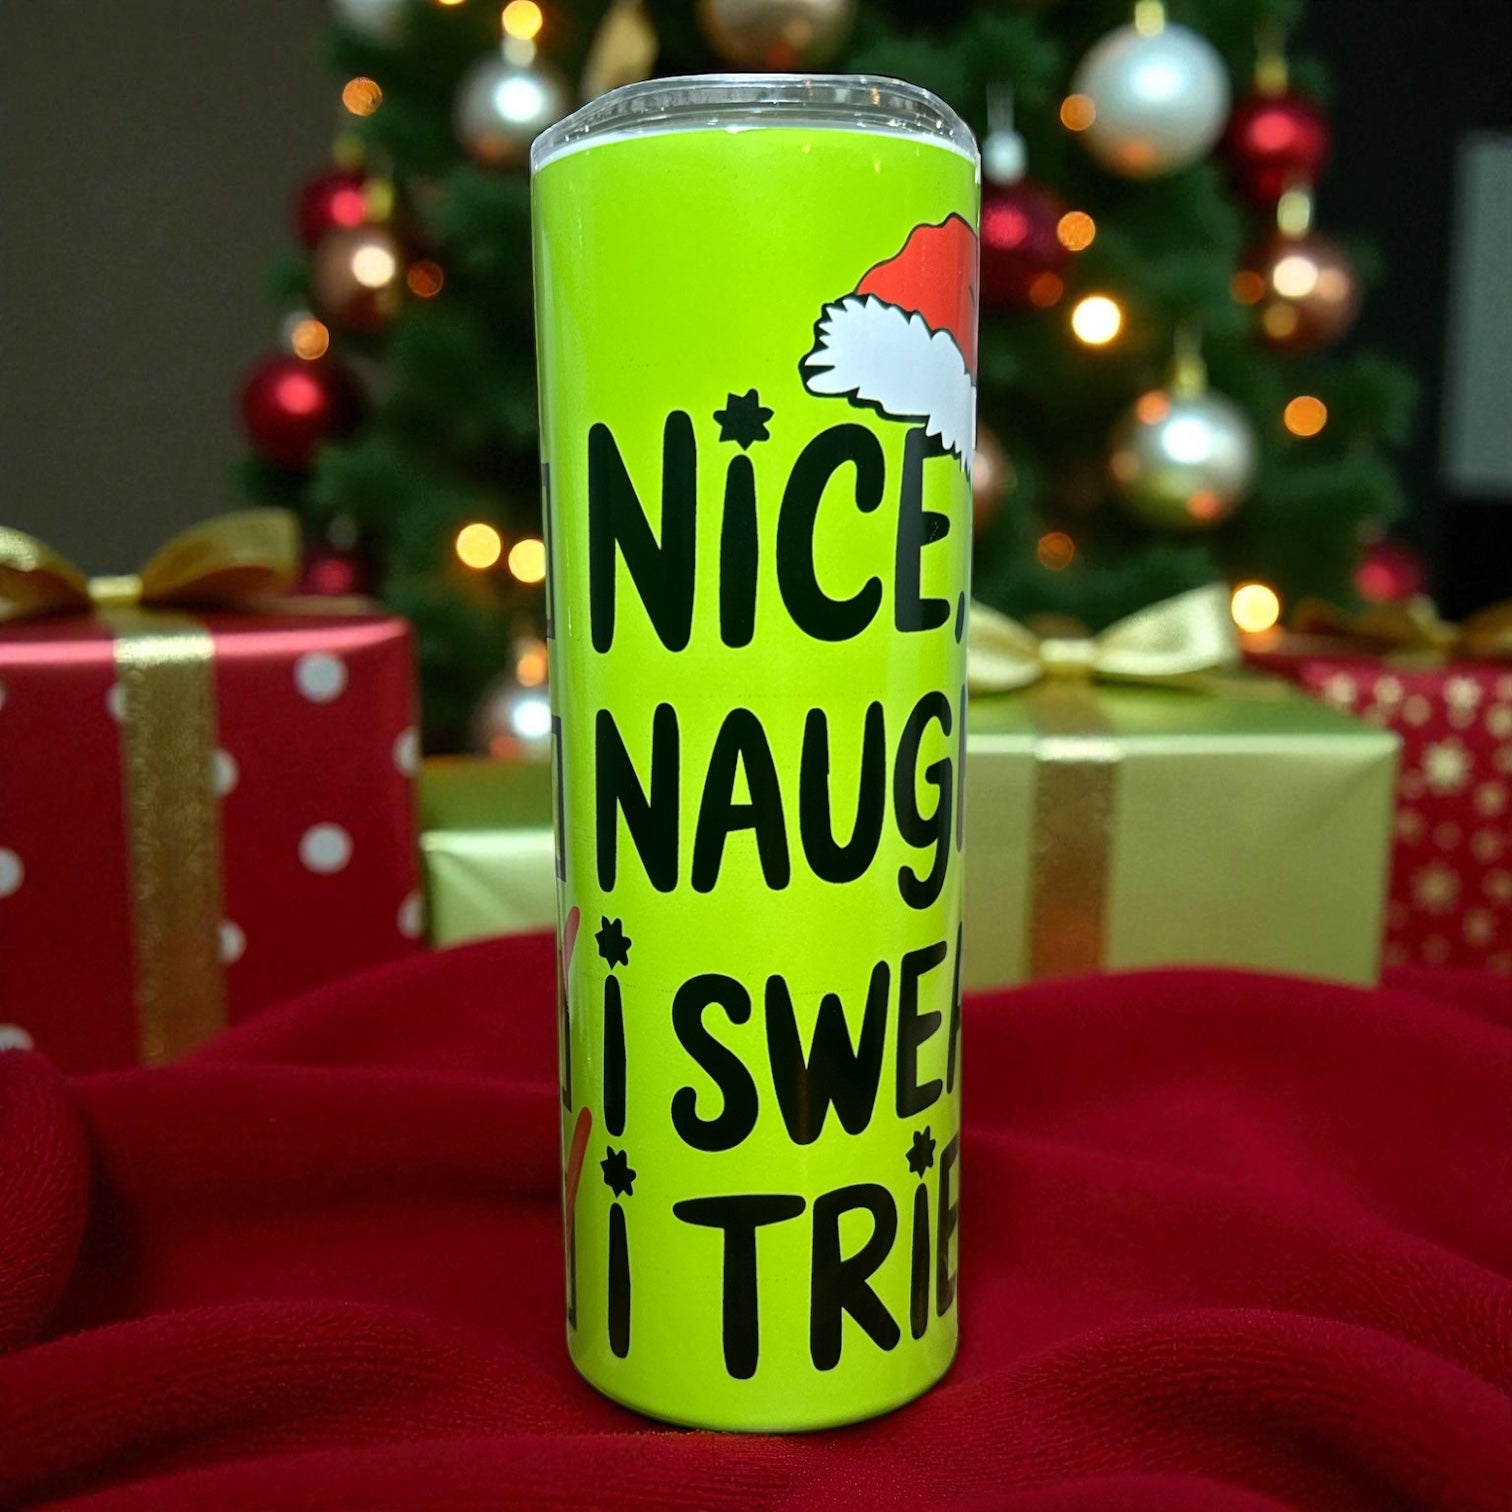 NiCE,
NAUG
i SWEA
i TRiE